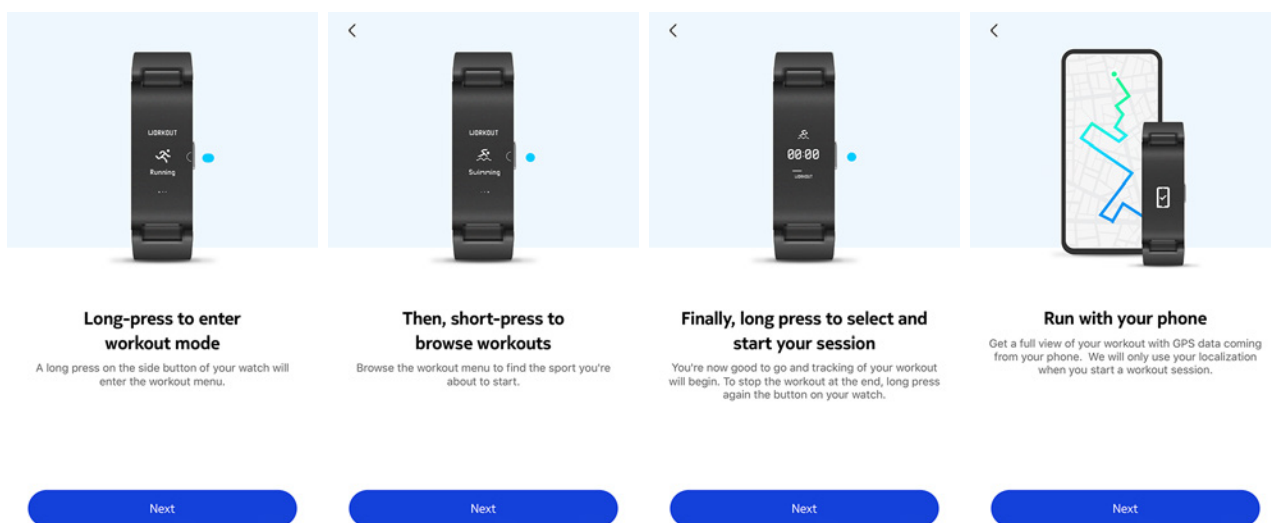 WORKOUT
Running
Long-press to enter
workout mode
A long press on the side button of your watch will
enter the workout menu.
Next
WORKOUT
Swimming
Then, short-press to
browse workouts
Browse the workout menu to find the sport you're
about to start.
Next
00:00
WORKOUT
Finally, long press to select and
start your session
You're now good to go and tracking of your workout
will begin. To stop the workout at the end, long press
again the button on your watch.
Next
Run with your phone
Get a full view of your workout with GPS data coming
from your phone. We will only use your localization
when you start a workout session.
Next